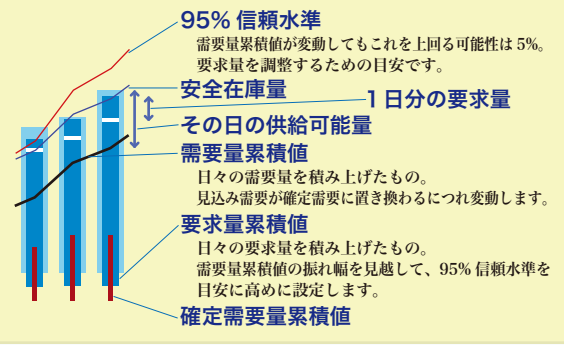 95% 信頼水準
需要量累積値が変動してもこれを上回る可能性は 5%。
要求量を調整するための目安です。
安全在庫量
1 日分の要求量
その日の供給可能量
需要量累積値
日々の需要量を積み上げたもの。
見込み需要が確定需要に置き換わるにつれ変動します。
要求量累積値
日々の要求量を積み上げたもの。
需要量累積値の振れ幅を見越して、95% 信頼水準を
目安に高めに設定します。
確定需要量累積値